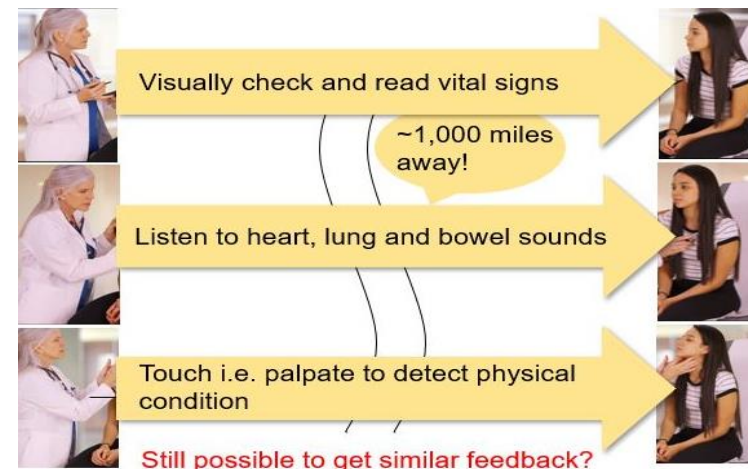 Visually check and read vital signs
~1,000 miles
away!
Listen to heart, lung and bowel sounds
Touch i.e. palpate to detect physical
condition
Still possible to get similar feedback?